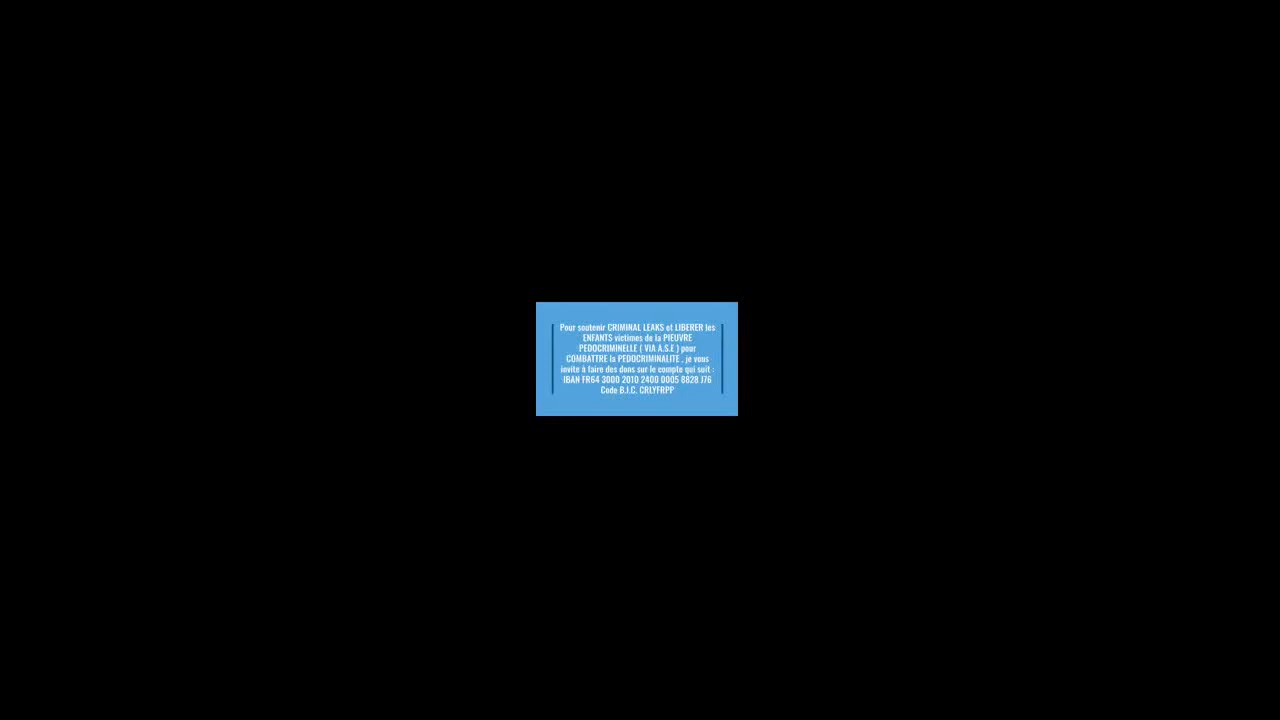 Pour soutenir CRIMINAL LEAKS et LIBERER les
ENFANTS victimes de la PIEUVRE
PEDOCRIMINELLE ( VIA A.S.E ) pour
COMBATTRE la PEDOCRIMINALITE , je vous
invite à faire des dons sur le compte qui suit :
IBAN FR64 3000 2010 2400 0005 8828 J76
Code B.I.C. CRLYFRPP